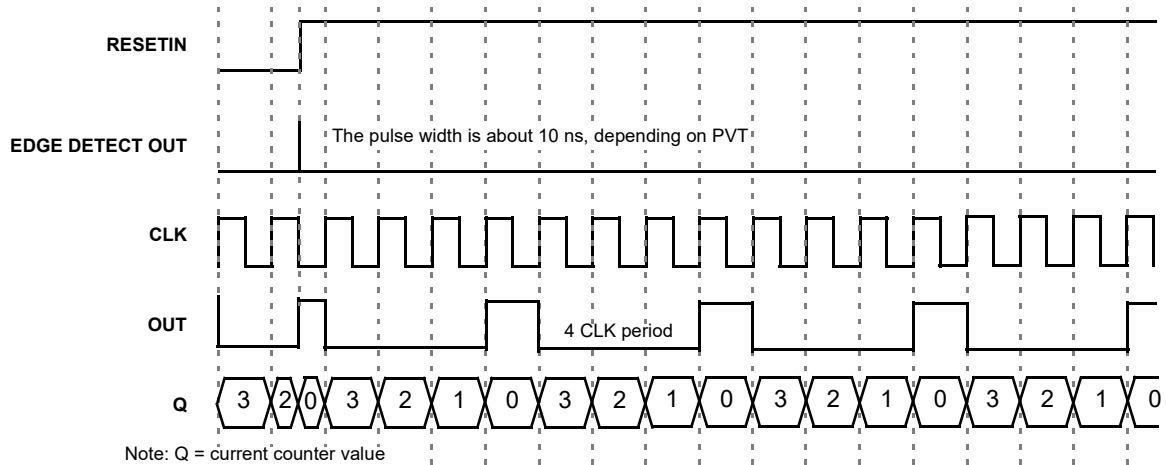 RESETIN
EDGE DETECT OUT
The pulse width is about 10 ns, depending on PVT
CLK
OUT
4 CLK period
Q 3 2 0 3 2 1 0 3 2 1 0 3 2 1 0 3 2 1 0
Note: Q = current counter value